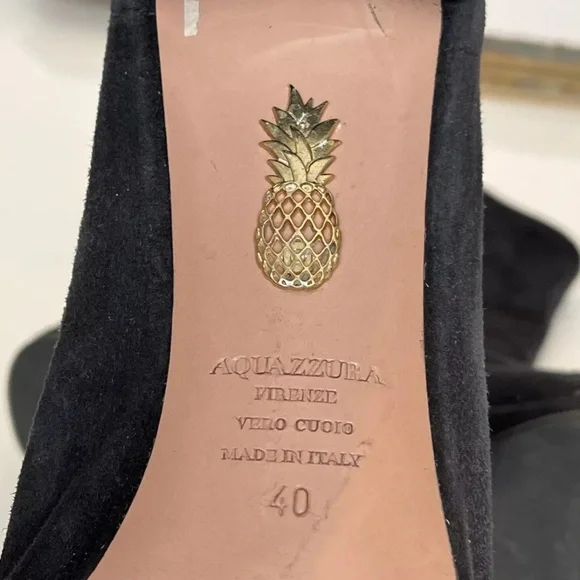 AQUAZZURA
FIRENZE
VERO CUOIO
MADE IN ITALY
40